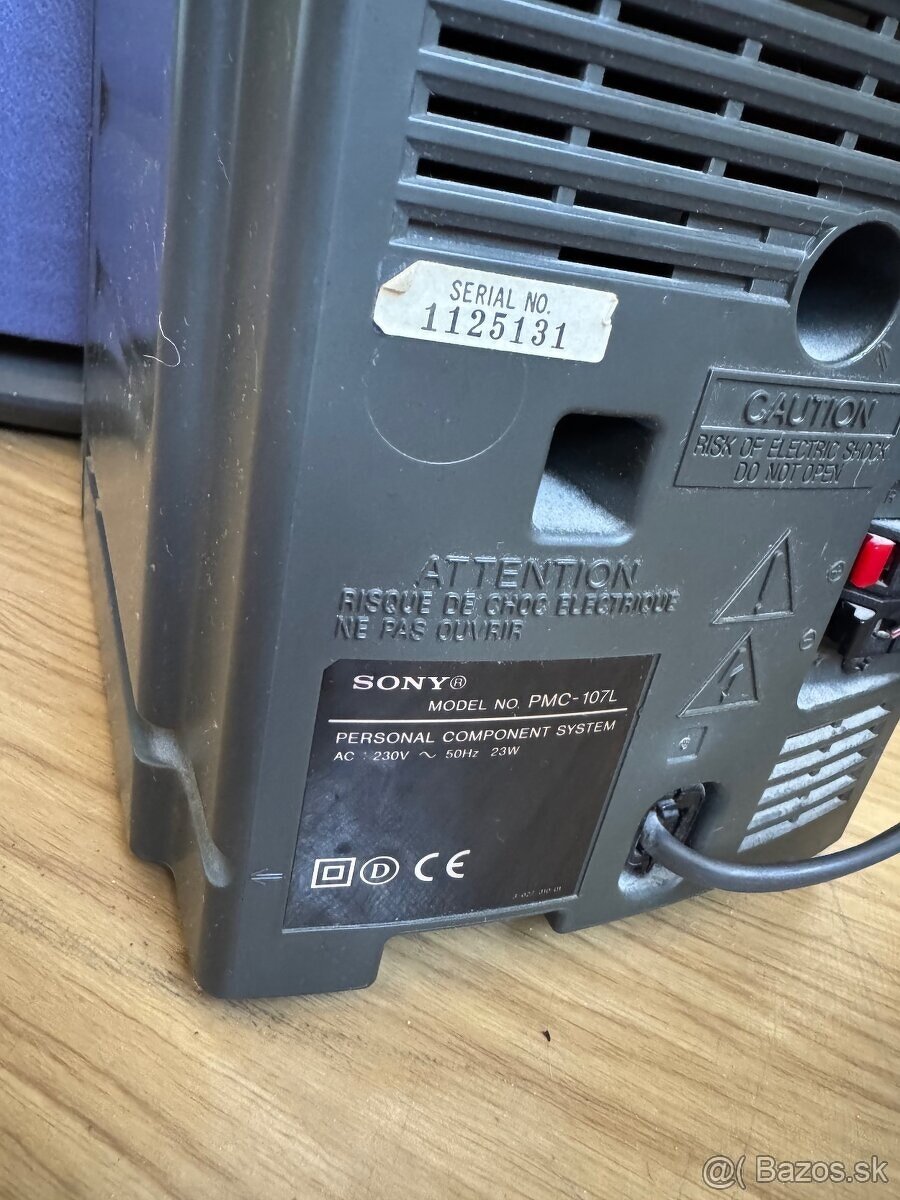 SERIAL NO.
1125131
CAUTION
RISK OF ELECTRIC SHOCK
DO NOT OPEN
ATTENTION
RISQUE DE CHOC ELECTRIQUE
NE PAS OUVRIR
SONY®
MODEL NO. PMC-107L
PERSONAL COMPONENT SYSTEM
AC : 230V ~ 50Hz 23W
D CE
@( Bazos.sk